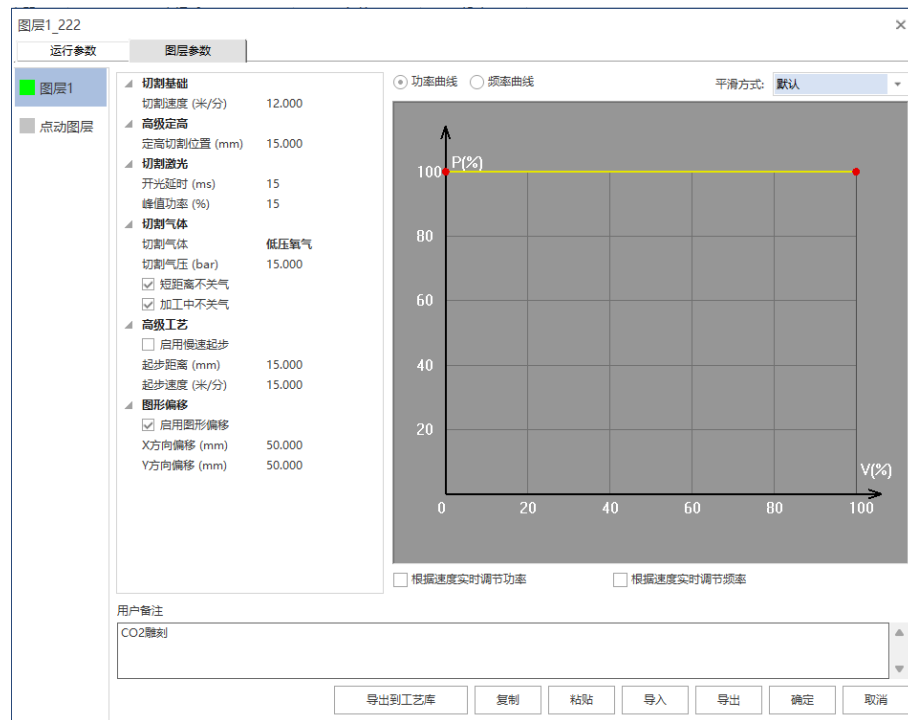 图层1_222
运行参数 图层参数
图层1
点动图层
切割基础
切割速度 (米/分) 12.000
高级定高
定高切割位置 (mm) 15.000
切割激光
开光延时 (ms) 15
峰值功率 (%) 15
切割气体
切割气体 低压氧气
切割气压 (bar) 15.000
短距离不关气
加工中不关气
高级工艺
启用慢速起步
起步距离 (mm) 15.000
起步速度 (米/分) 15.000
图形偏移
启用图形偏移
X方向偏移 (mm) 50.000
Y方向偏移 (mm) 50.000
功率曲线 频率曲线 平滑方式: 默认
P(%)
100
80
60
40
20
V(%)
0 20 40 60 80 100
根据速度实时调节功率 根据速度实时调节频率
用户备注
CO2雕刻
导出到工艺库 复制 粘贴 导入 导出 确定 取消